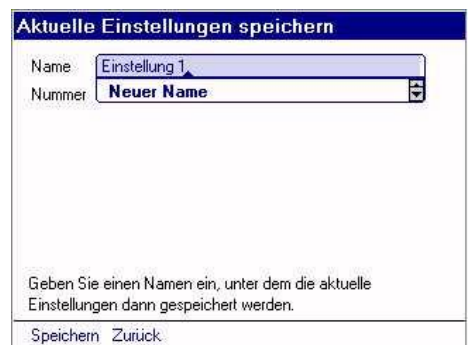 Aktuelle Einstellungen speichern
Name Einstellung 1
Nummer Neuer Name
Geben Sie einen Namen ein, unter dem die aktuelle
Einstellungen dann gespeichert werden.
Speichern Zurück